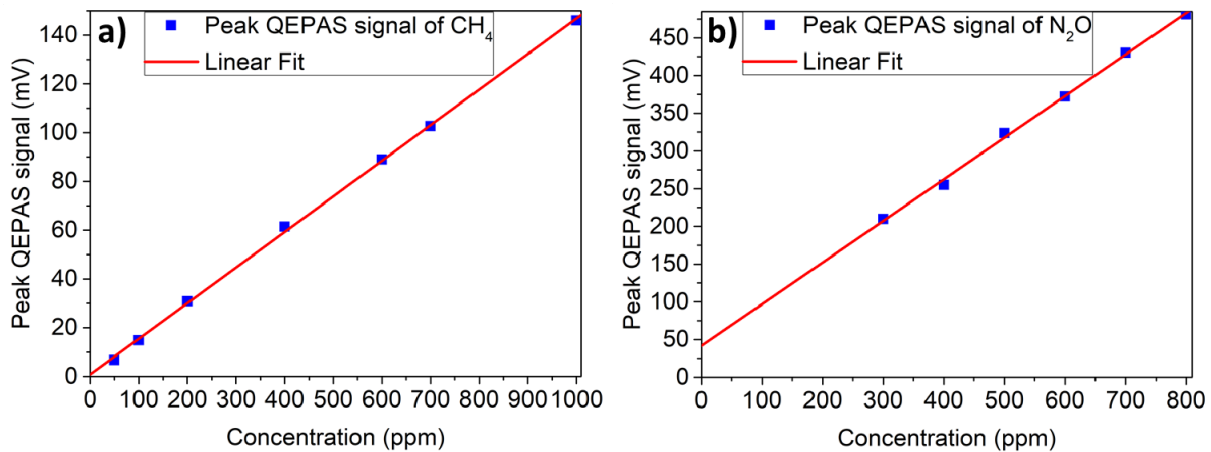 a)
Peak QEPAS signal of CH₄
Linear Fit
Peak QEPAS signal (mV)
140
120
100
80
60
40
20
0
0 100 200 300 400 500 600 700 800 900 1000
Concentration (ppm)
b)
Peak QEPAS signal of N₂O
Linear Fit
Peak QEPAS signal (mV)
450
400
350
300
250
200
150
100
50
0
0 100 200 300 400 500 600 700 800
Concentration (ppm)